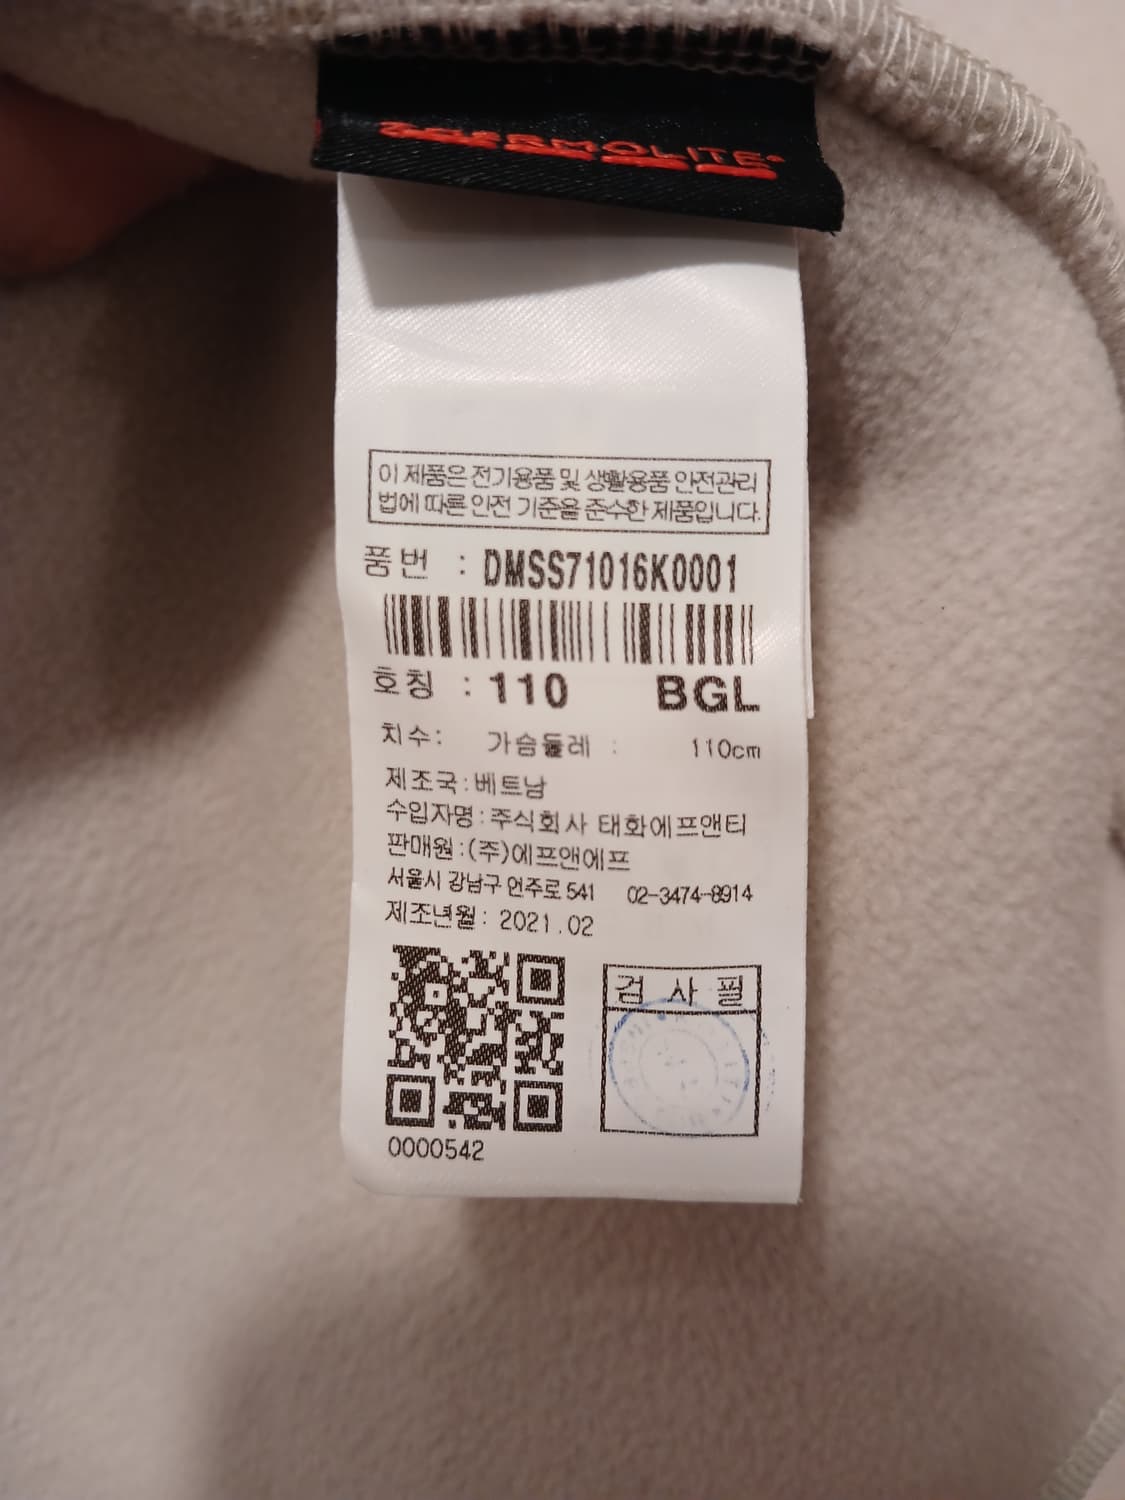 THERMOLITE
이 제품은 전기용품 및 생활용품 안전관리
법에 따른 안전 기준을 준수한 제품입니다.
품번 : DMSS71016K0001
호칭 : 110 BGL
치수: 가슴둘레 : 110cm
제조국:베트남
수입자명:주식회사 태화에프앤티
판매원:(주)에프앤에프
서울시 강남구 언주로 541 02-3474-8914
제조년월: 2021.02
검 사 필
0000542